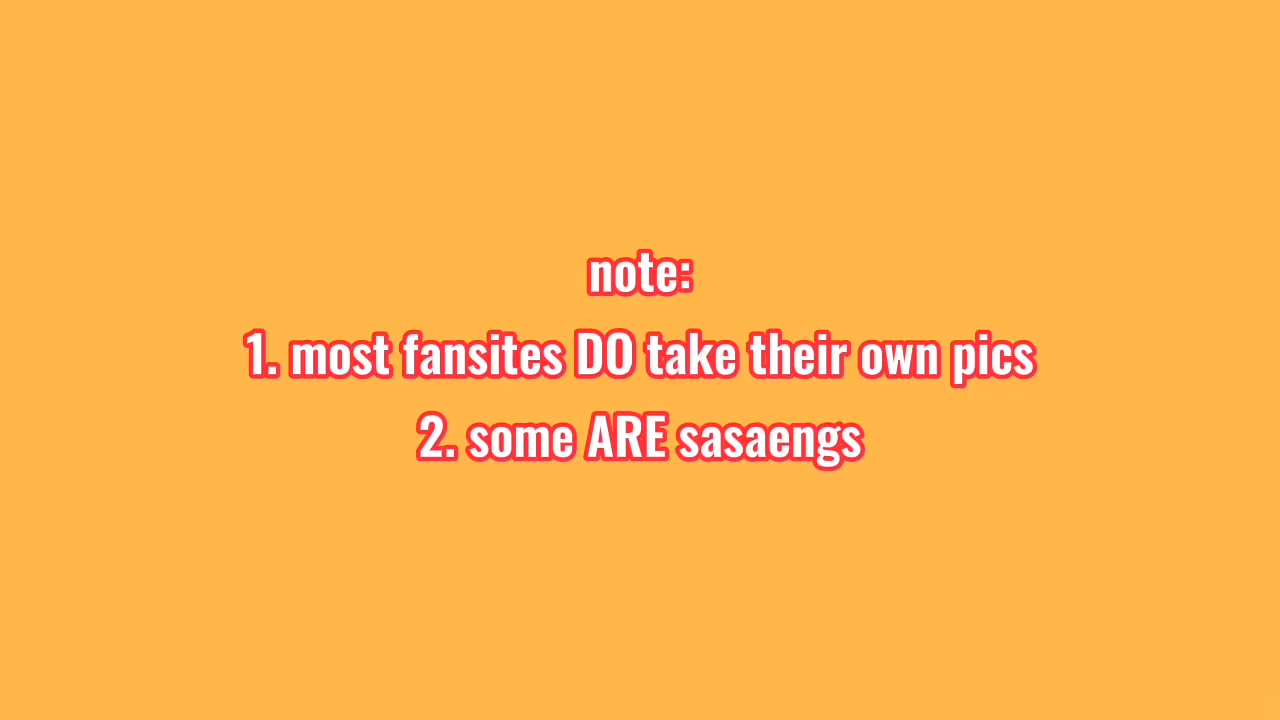 note:
1. most fansites DO take their own pics
2. some ARE sasaengs